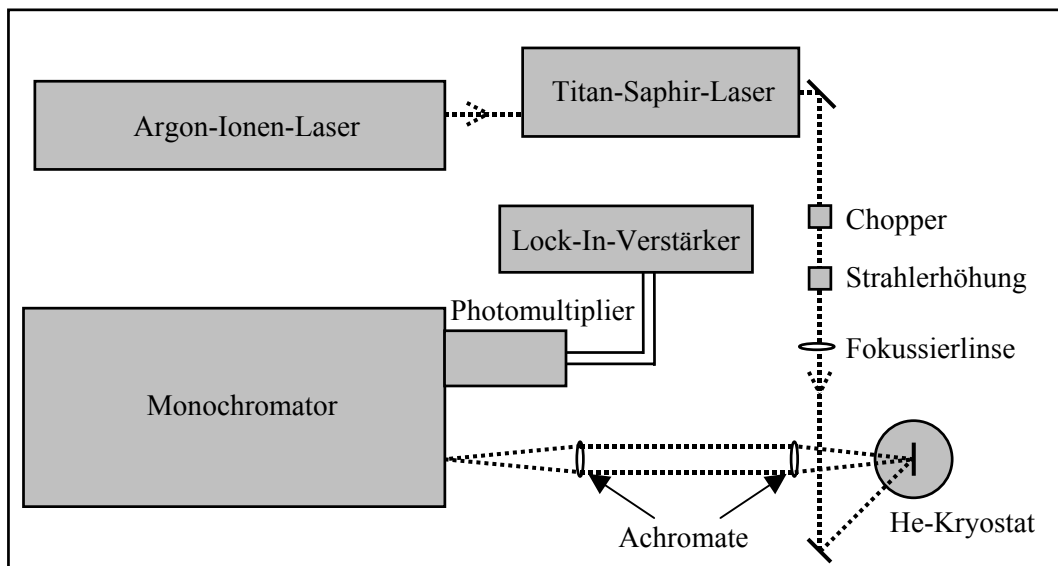 Titan-Saphir-Laser
Argon-Ionen-Laser
Chopper
Lock-In-Verstärker
Strahlerhöhung
Photomultiplier
Fokussierlinse
Monochromator
He-Kryostat
Achromate